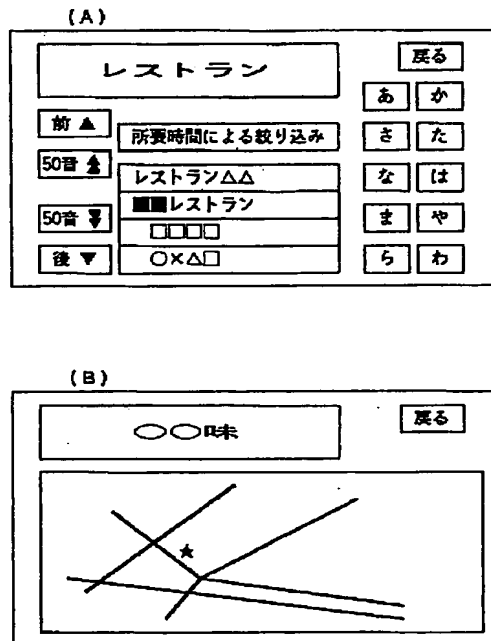 (A)
レストラン
戻る
あ か
前 ▲
所要時間による絞り込み
さ た
50音
レストラン△△
な は
■■レストラン
50音
□□□□
ま や
後 ▼
○×△□
ら わ
(B)
○○味
戻る
★